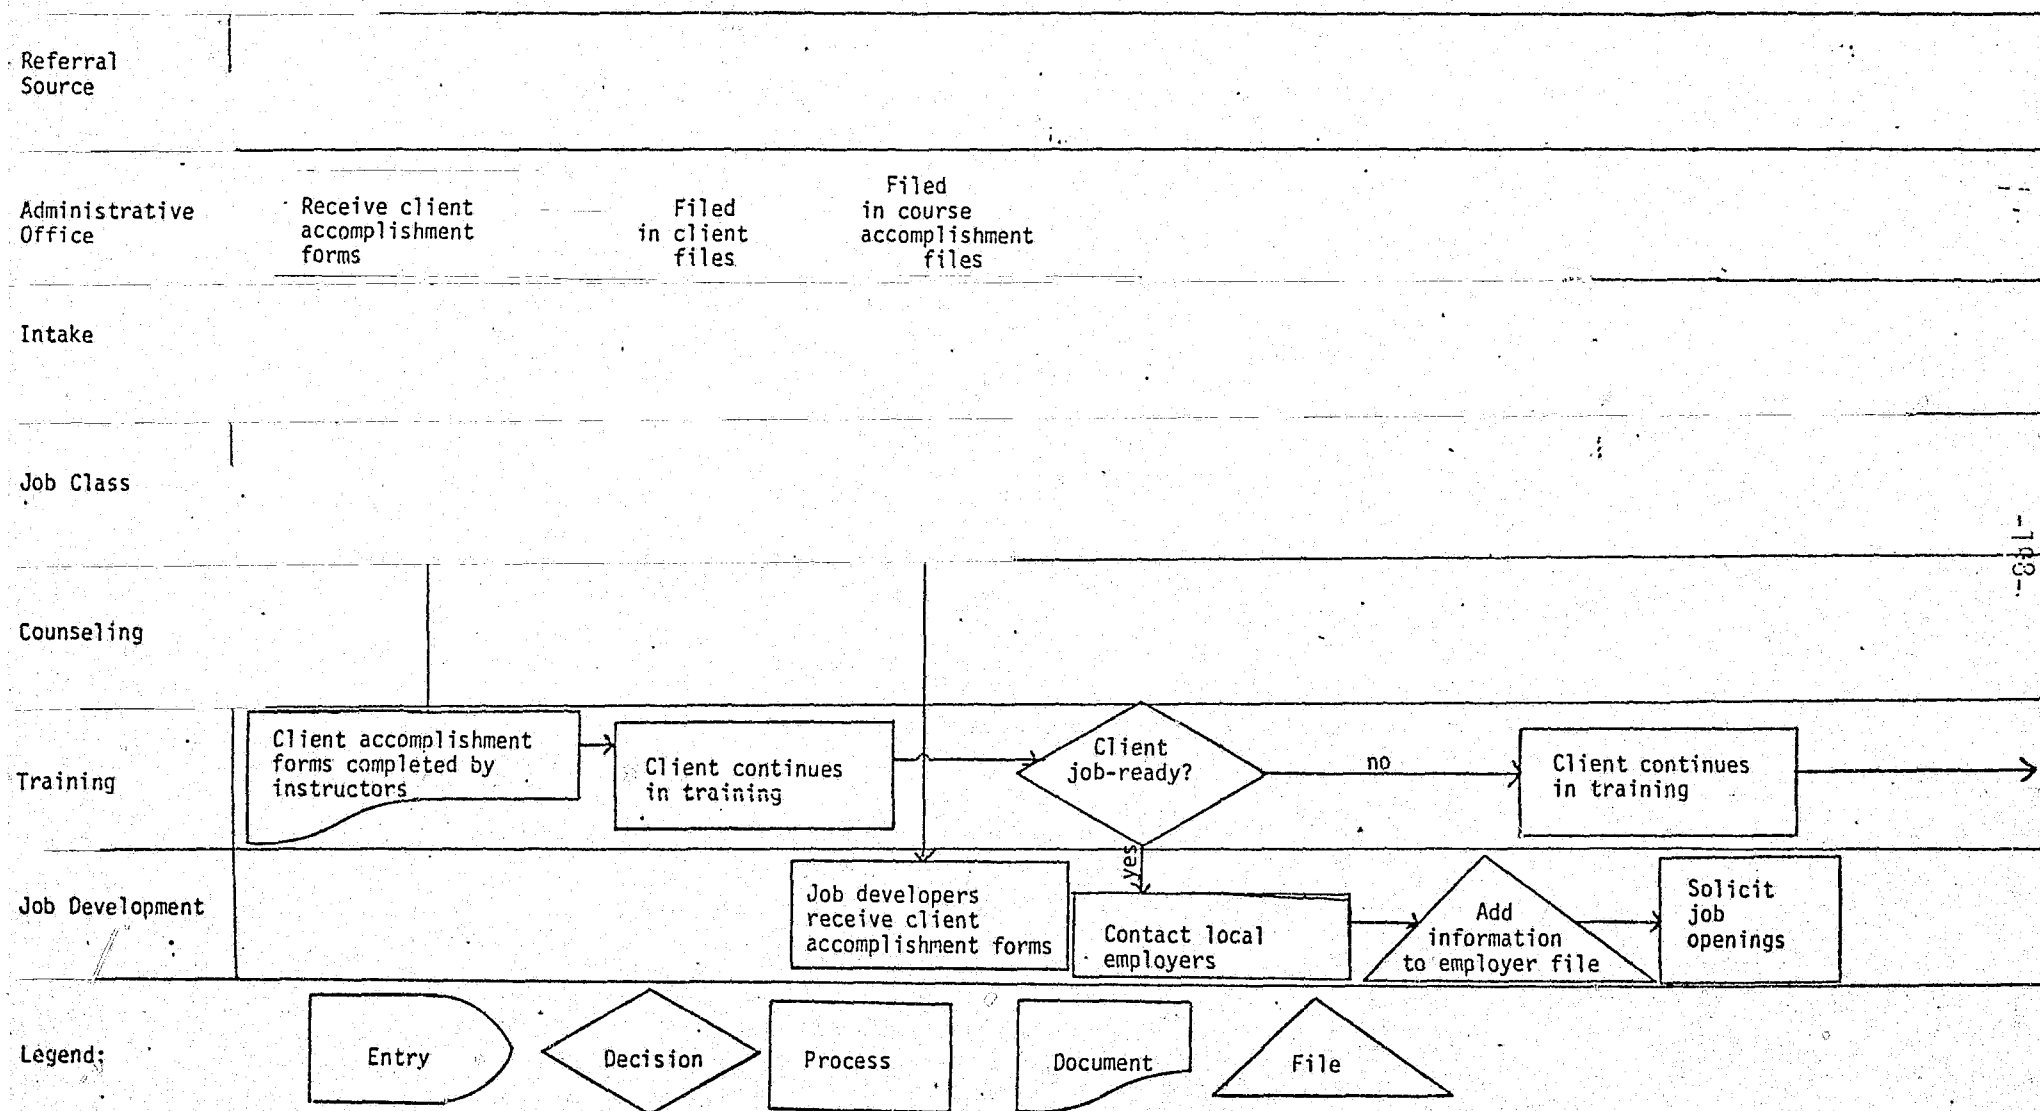 Referral
Source
Administrative
Office
Receive client
accomplishment
forms
Filed
in client
files
Filed
in course
accomplishment
files
Intake
Job Class
-148-
Counseling
Training
Client accomplishment
forms completed by
instructors
Client continues
in training
Client
job-ready?
no
Client continues
in training
yes
Job Development
Job developers
receive client
accomplishment forms
Contact local
employers
Add
information
to employer file
Solicit
job
openings
Legend:
Entry
Decision
Process
Document
File